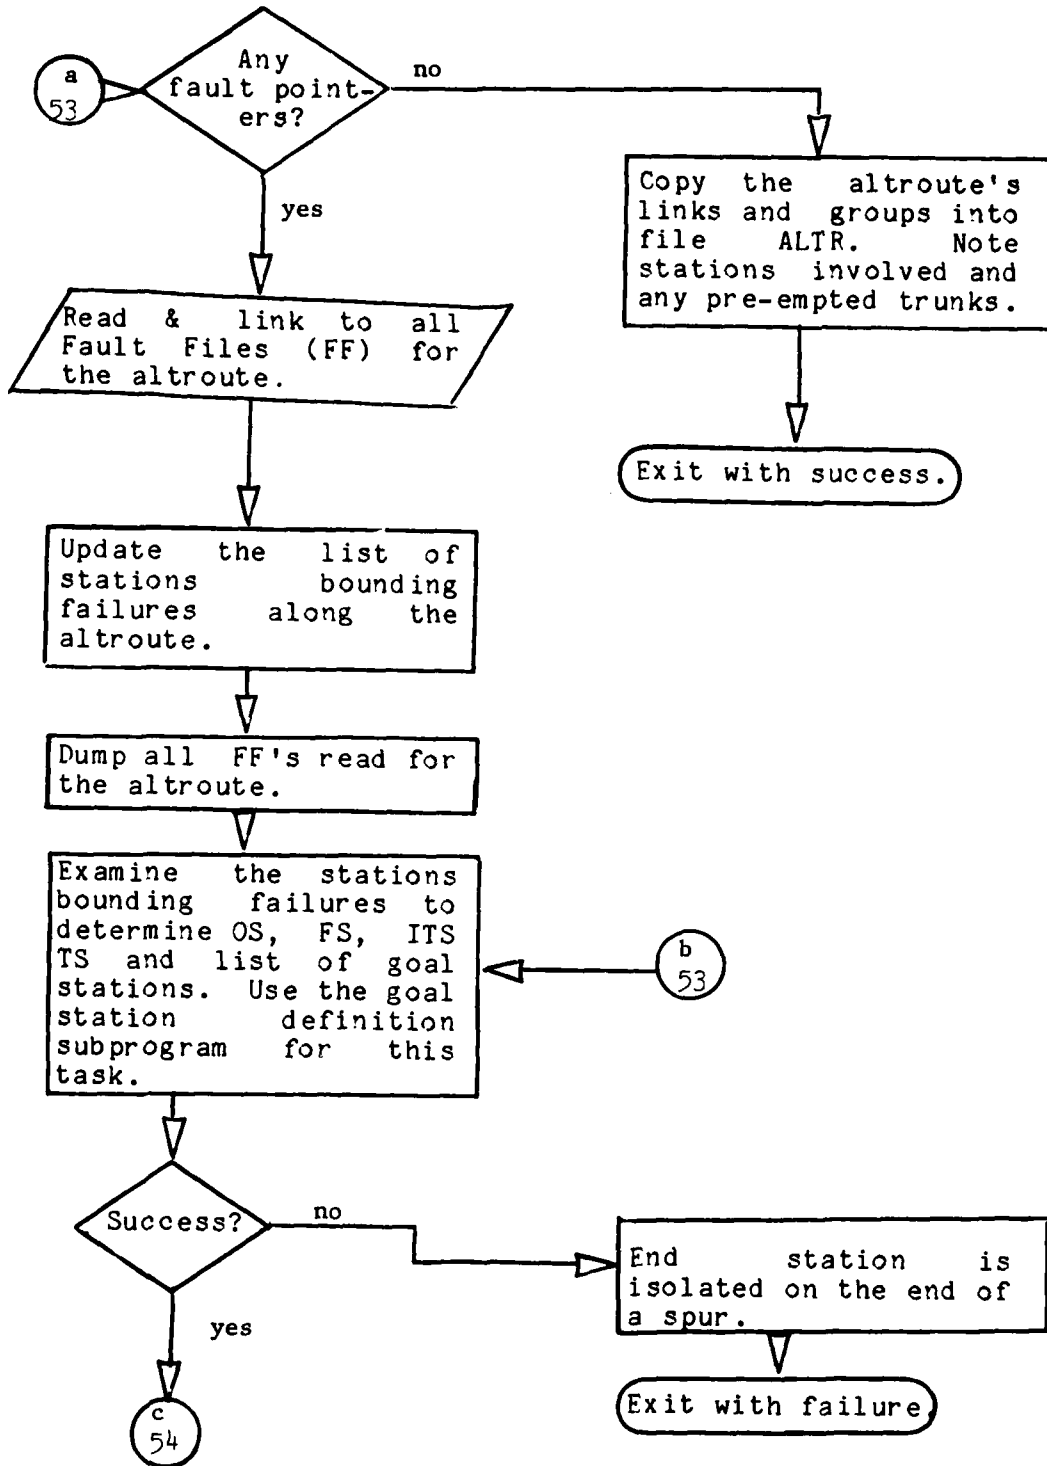 a
53
Any
fault point-
ers?
no
yes
Copy the altroute's
links and groups into
file ALTR. Note
stations involved and
any pre-empted trunks.
Exit with success.
Read & link to all
Fault Files (FF) for
the altroute.
Update the list of
stations bounding
failures along the
altroute.
Dump all FF's read for
the altroute.
Examine the stations
bounding failures to
determine OS, FS, ITS
TS and list of goal
stations. Use the goal
station definition
subprogram for this
task.
b
53
Success?
no
yes
End station is
isolated on the end of
a spur.
Exit with failure.
c
54